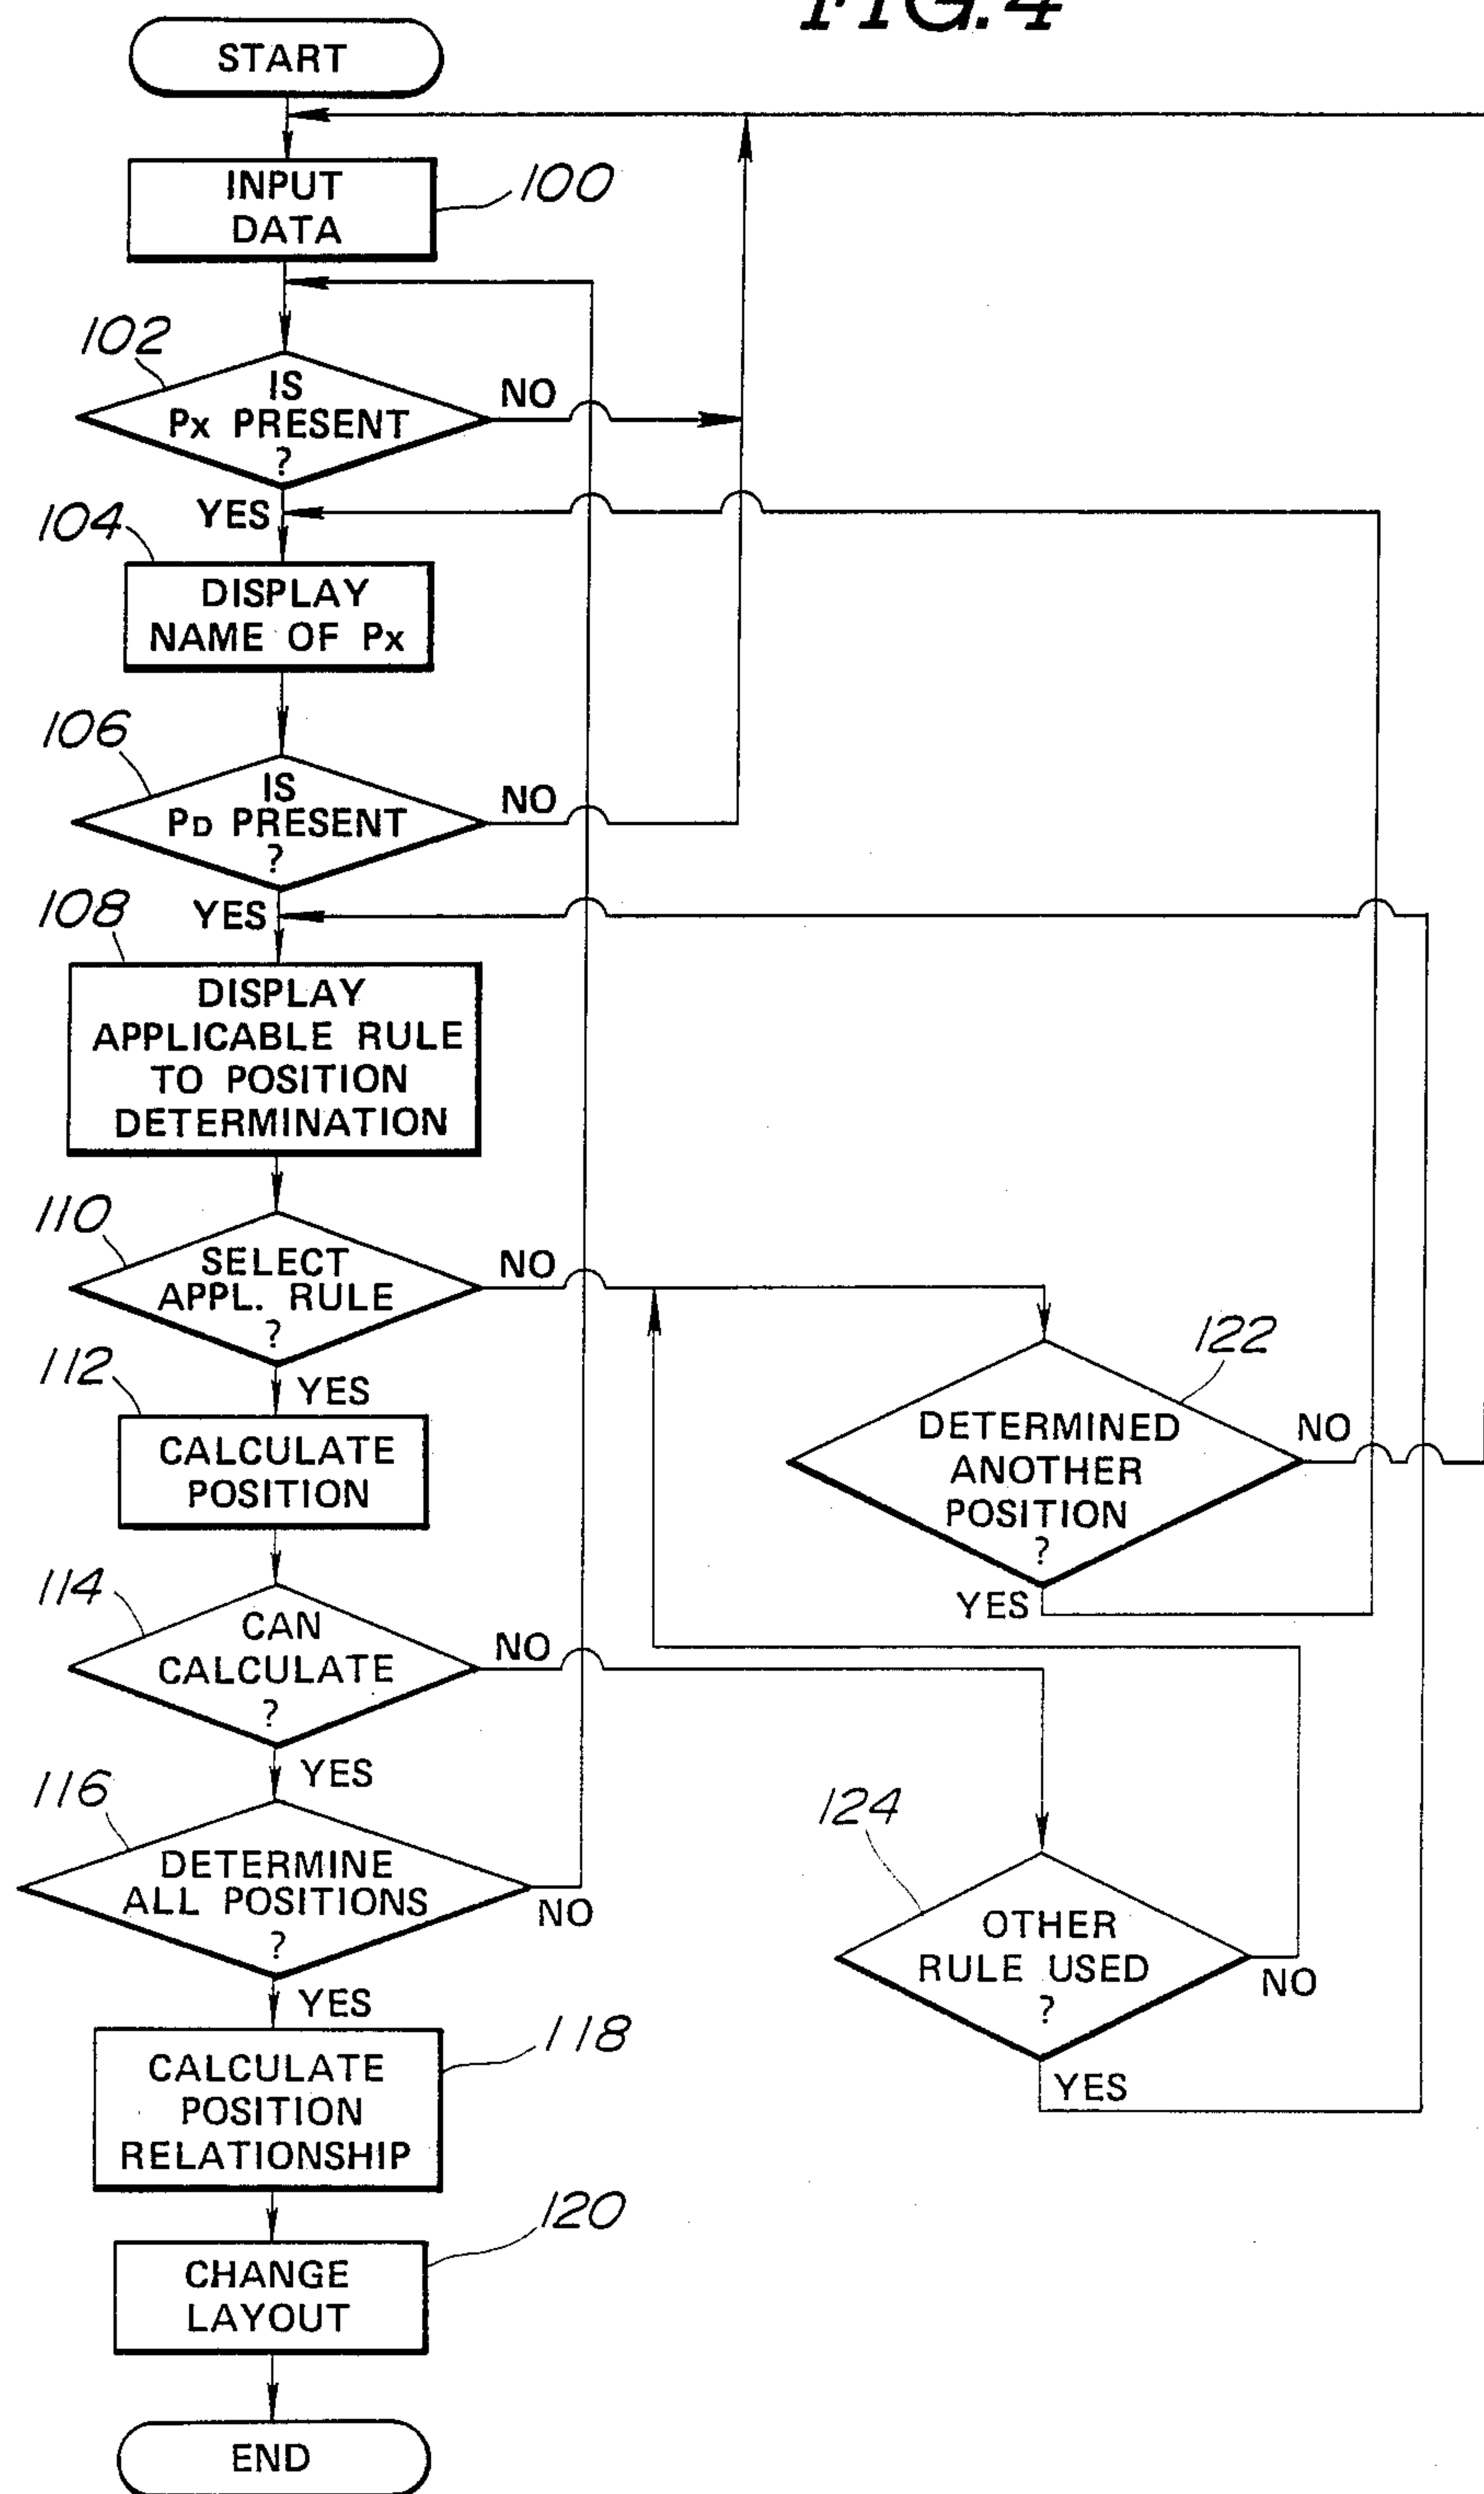 FIG.4
START
INPUT
DATA
100
102
IS
Px PRESENT
?
NO
YES
104
DISPLAY
NAME OF Px
106
IS
PD PRESENT
?
NO
YES
108
DISPLAY
APPLICABLE RULE
TO POSITION
DETERMINATION
110
SELECT
APPL. RULE
?
NO
YES
112
CALCULATE
POSITION
122
DETERMINED
ANOTHER
POSITION
?
NO
YES
114
CAN
CALCULATE
?
NO
YES
116
DETERMINE
ALL POSITIONS
?
NO
YES
124
OTHER
RULE USED
?
NO
YES
118
CALCULATE
POSITION
RELATIONSHIP
120
CHANGE
LAYOUT
END